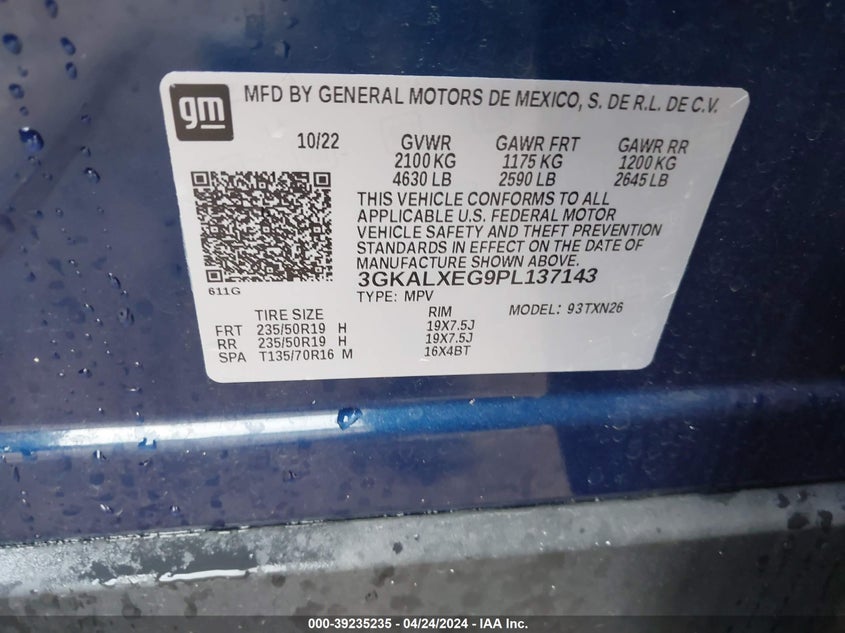 gm
MFD BY GENERAL MOTORS DE MEXICO, S. DE R.L. DE C.V.
10/22 GVWR GAWR FRT GAWR RR
2100 KG 1175 KG 1200 KG
4630 LB 2590 LB 2645 LB
THIS VEHICLE CONFORMS TO ALL
APPLICABLE U.S. FEDERAL MOTOR
VEHICLE SAFETY AND THEFT PREVENTION
STANDARDS IN EFFECT ON THE DATE OF
MANUFACTURE SHOWN ABOVE.
611G
3GKALXEG9PL137143
TYPE: MPV
TIRE SIZE RIM MODEL: 93TXN26
FRT 235/50R19 H 19X7.5J
RR 235/50R19 H 19X7.5J
SPA T135/70R16 M 16X4BT
000-39235235 - 04/24/2024 - IAA, Inc.